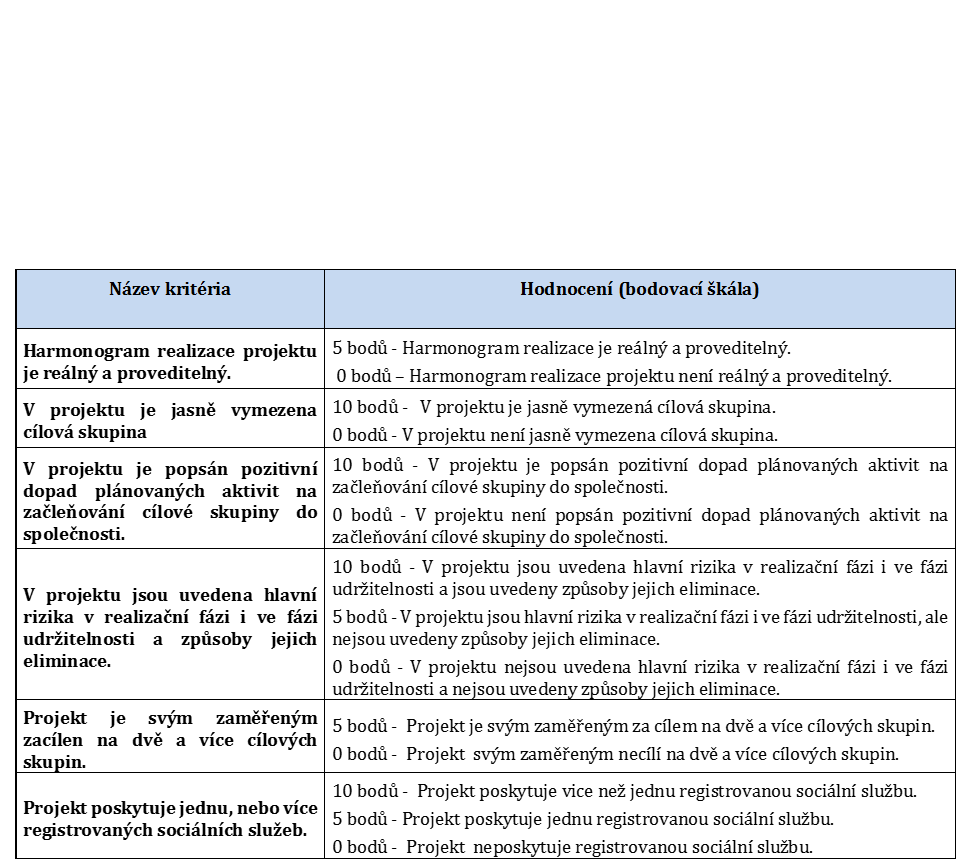 Název kritéria
Hodnocení (bodovací škála)
Harmonogram realizace projektu
je reálný a proveditelný.
5 bodů - Harmonogram realizace je reálný a proveditelný.
0 bodů – Harmonogram realizace projektu není reálný a proveditelný.
V projektu je jasně vymezena
cílová skupina
10 bodů - V projektu je jasně vymezená cílová skupina.
0 bodů - V projektu není jasně vymezena cílová skupina.
V projektu je popsán pozitivní
dopad plánovaných aktivit na
začleňování cílové skupiny do
společnosti.
10 bodů - V projektu je popsán pozitivní dopad plánovaných aktivit na
začleňování cílové skupiny do společnosti.
0 bodů - V projektu není popsán pozitivní dopad plánovaných aktivit na
začleňování cílové skupiny do společnosti.
V projektu jsou uvedena hlavní
rizika v realizační fázi i ve fázi
udržitelnosti a způsoby jejich
eliminace.
10 bodů - V projektu jsou uvedena hlavní rizika v realizační fázi i ve fázi
udržitelnosti a jsou uvedeny způsoby jejich eliminace.
5 bodů -V projektu jsou hlavní rizika v realizační fázi i ve fázi udržitelnosti, ale
nejsou uvedeny způsoby jejich eliminace.
0 bodů - V projektu nejsou uvedena hlavní rizika v realizační fázi i ve fázi
udržitelnosti a nejsou uvedeny způsoby jejich eliminace.
Projekt je svým zaměřeným
zacílen na dvě a více cílových
skupin.
5 bodů - Projekt je svým zaměřeným za cílem na dvě a více cílových skupin.
0 bodů - Projekt svým zaměřeným necílí na dvě a více cílových skupin.
Projekt poskytuje jednu, nebo více
registrovaných sociálních služeb.
10 bodů - Projekt poskytuje vice než jednu registrovanou sociální službu.
5 bodů - Projekt poskytuje jednu registrovanou sociální službu.
0 bodů - Projekt neposkytuje registrovanou sociální službu.